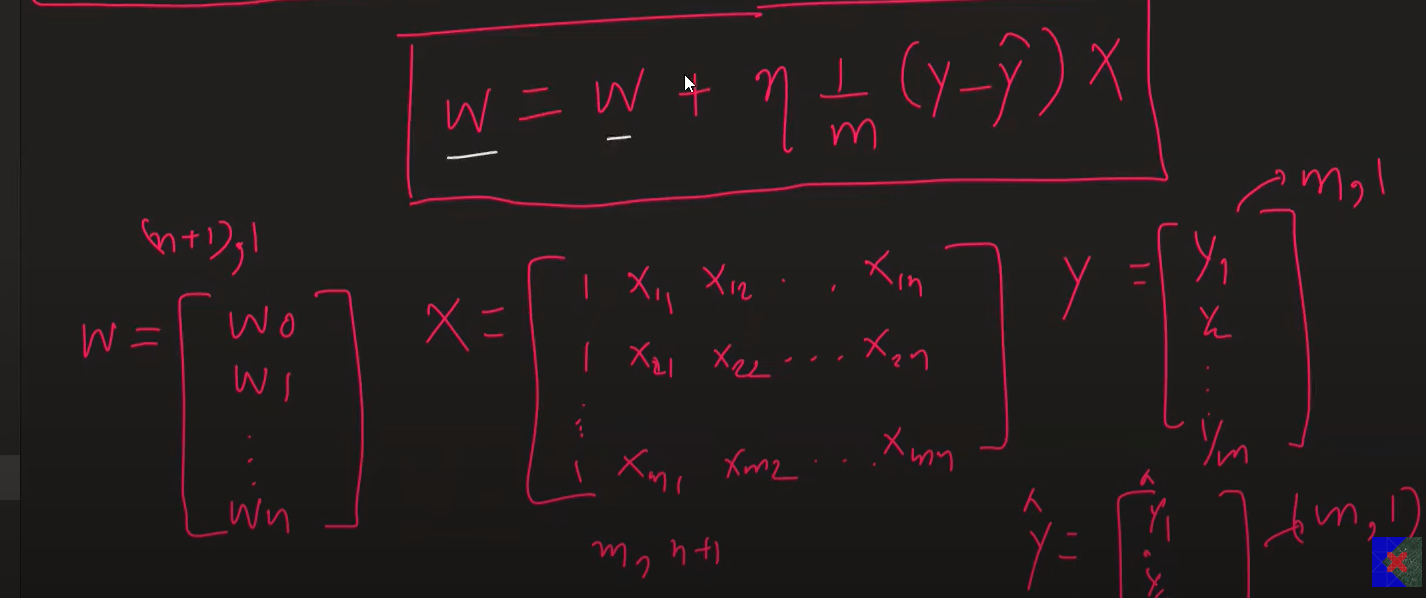 W = W + η 1/m (y − ŷ) X
(n+1), 1
m, 1
W = [ W0 W1 ⋮ Wn ]
X = [ 1 X11 X12 . . X1n
1 X21 X22 . . . . X2n
⋮
1 Xm1 Xm2 . . . . Xmn ]
m, n+1
y = [ y1 y2 ⋮ ym ]
ŷ = [ ŷ1
(m, 1)